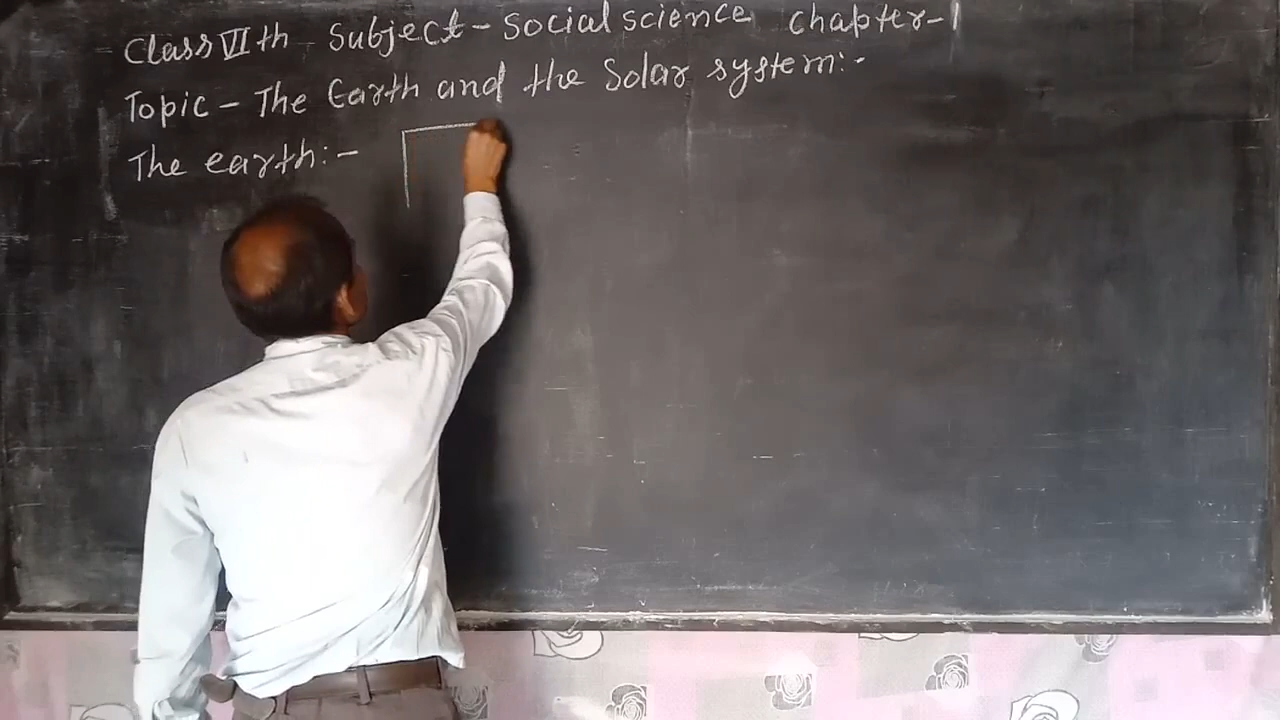 Class VI th Subject - Social science Chapter - 1
Topic - The Earth and the Solar system :-
The earth :-